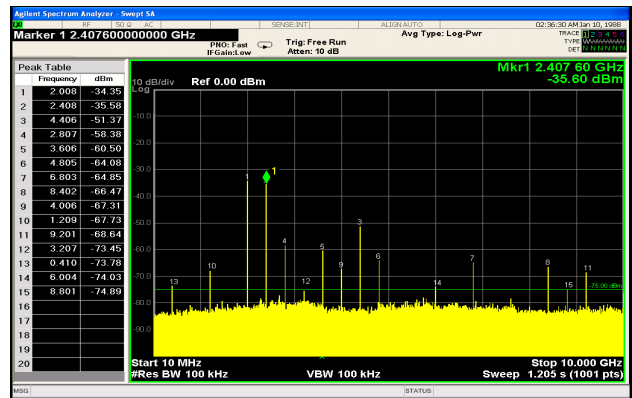 Agilent Spectrum Analyzer - Swept SA
RF 50 Ω AC SENSE:INT ALIGN AUTO 02:36:30 AM Jan 10, 1988
Marker 1 2.407600000000 GHz
PNO: Fast
IFGain:Low
Trig: Free Run
Atten: 10 dB
Avg Type: Log-Pwr
TRACE 1 2 3 4 5 6
TYPE
DET N N N N N N
Peak Table
Frequency dBm
1 2.008 -34.35
2 2.408 -35.58
3 4.406 -51.37
4 2.807 -58.38
5 3.606 -60.50
6 4.805 -64.08
7 6.803 -64.85
8 8.402 -66.47
9 4.006 -67.31
10 1.209 -67.73
11 9.201 -68.64
12 3.207 -73.45
13 0.410 -73.78
14 6.004 -74.03
15 8.801 -74.89
16
17
18
19
20
Mkr1 2.407 60 GHz
-35.60 dBm
10 dB/div Ref 0.00 dBm
Log
-10.0
-20.0
-30.0
-40.0
-50.0
-60.0
-70.0
-80.0
-90.0
1
1
3
4
5
6
7
8
9
10
11
12
13
14
15
-75.00 dBm
Start 10 MHz
Stop 10.000 GHz
#Res BW 100 kHz
VBW 100 kHz
Sweep 1.205 s (1001 pts)
MSG
STATUS